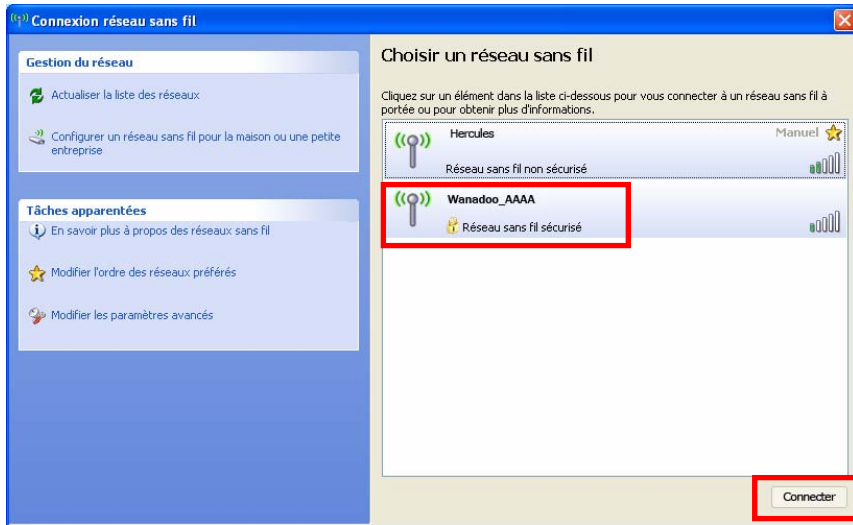 Connexion réseau sans fil
Gestion du réseau
Actualiser la liste des réseaux
Configurer un réseau sans fil pour la maison ou une petite
entreprise
Tâches apparentées
En savoir plus à propos des réseaux sans fil
Modifier l'ordre des réseaux préférés
Modifier les paramètres avancés
Choisir un réseau sans fil
Cliquez sur un élément dans la liste ci-dessous pour vous connecter à un réseau sans fil à
portée ou pour obtenir plus d'informations.
Hercules
Manuel
Réseau sans fil non sécurisé
Wanadoo_AAAA
Réseau sans fil sécurisé
Connecter